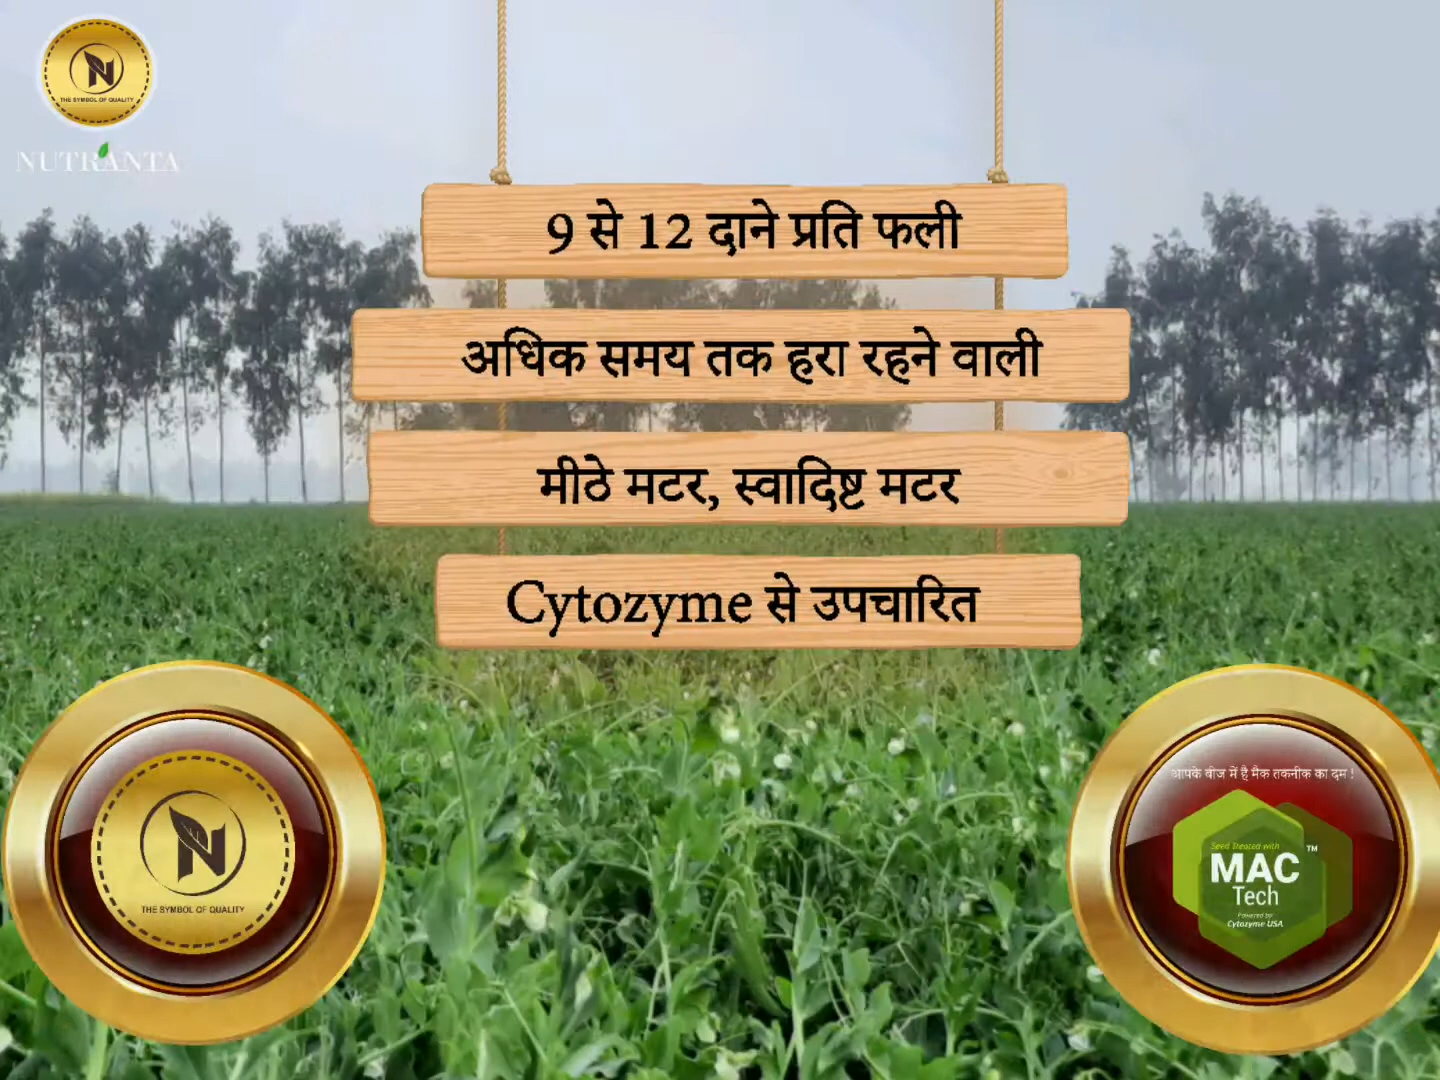 THE SYMBOL OF QUALITY
NUTRANTA
9 से 12 दाने प्रति फली
अधिक समय तक हरा रहने वाली
मीठे मटर, स्वादिष्ट मटर
Cytozyme से उपचारित
THE SYMBOL OF QUALITY
आपके बीज में है मैक तकनीक का दम !
Seed Treated with
MAC ™
Tech
Powered by
Cytozyme USA